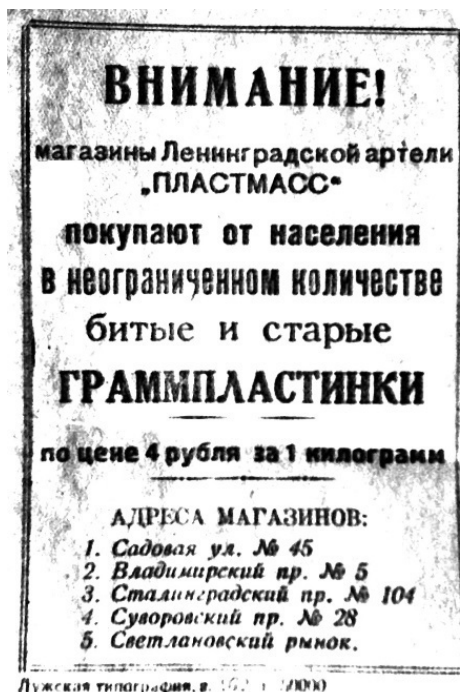 ВНИМАНИЕ!
магазины Ленинградской артели
„ПЛАСТМАСС“
покупают от населения
в неограниченном количестве
битые и старые
ГРАММПЛАСТИНКИ
по цене 4 рубля за 1 килограмм
АДРЕСА МАГАЗИНОВ:
1. Садовая ул. № 45
2. Владимирский пр. № 5
3. Сталинградский пр. № 104
4. Суворовский пр. № 28
5. Светлановский рынок.
Лужская типография, з.